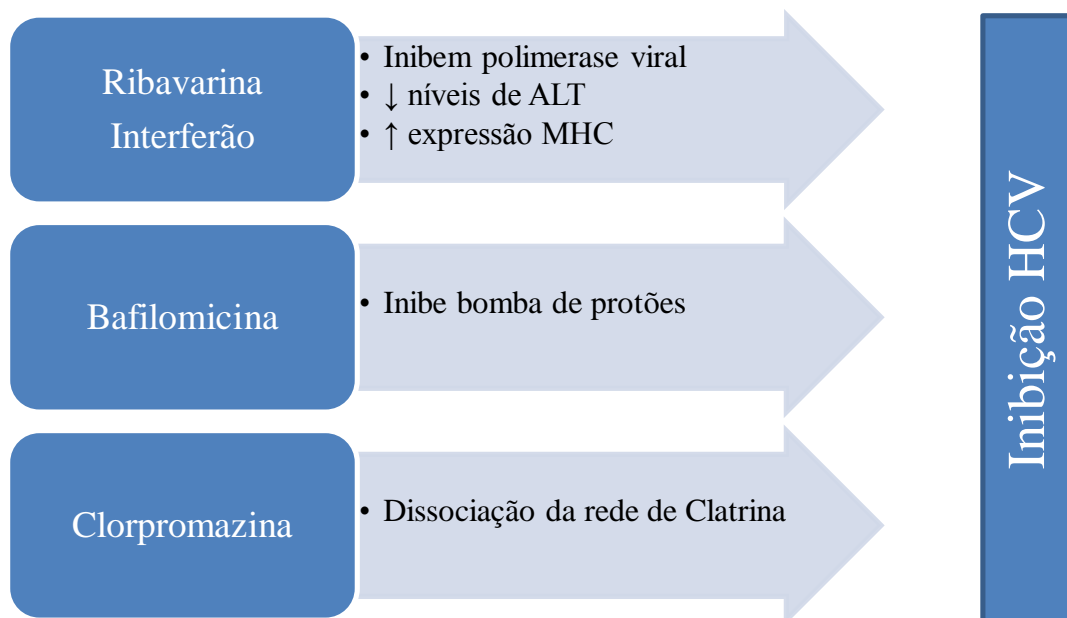 Ribavarina
Interferão
• Inibem polimerase viral
• ↓ níveis de ALT
• ↑ expressão MHC
Bafilomicina
• Inibe bomba de protões
Clorpromazina
• Dissociação da rede de Clatrina
Inibição HCV